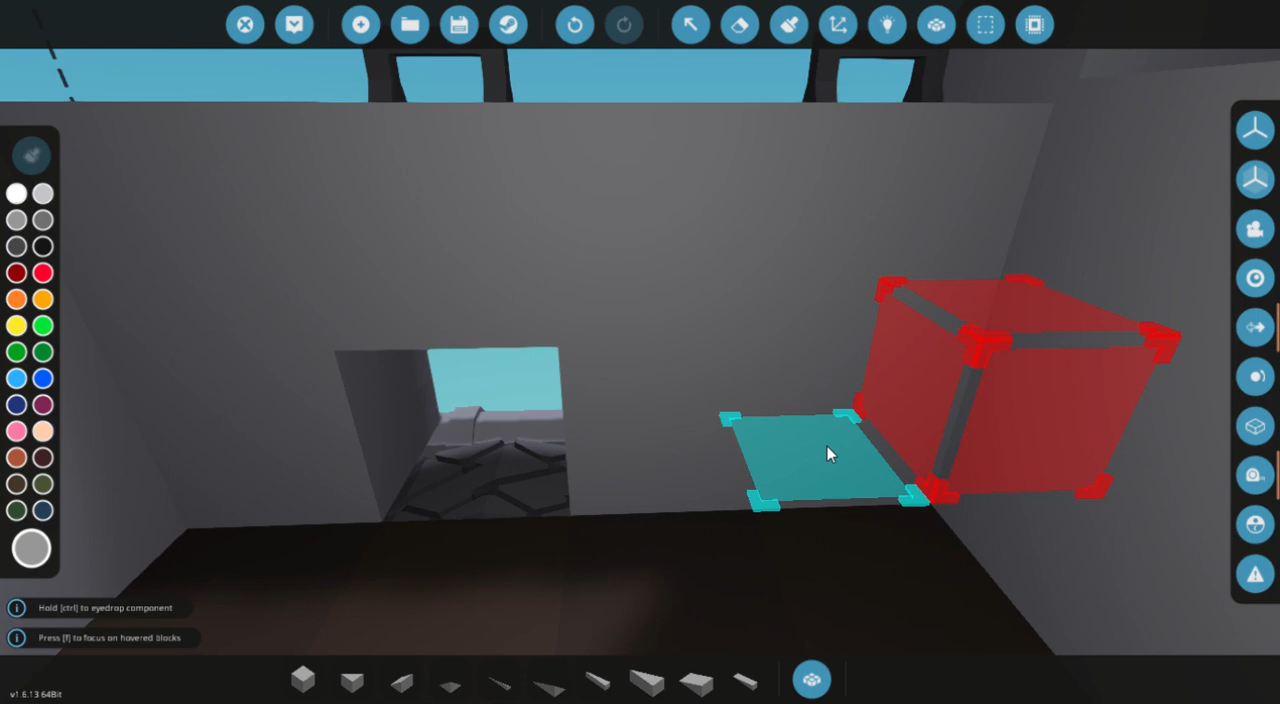 Hold [ctrl] to eyedrop component
Press [f] to focus on hovered blocks
v1.6.13 64Bit